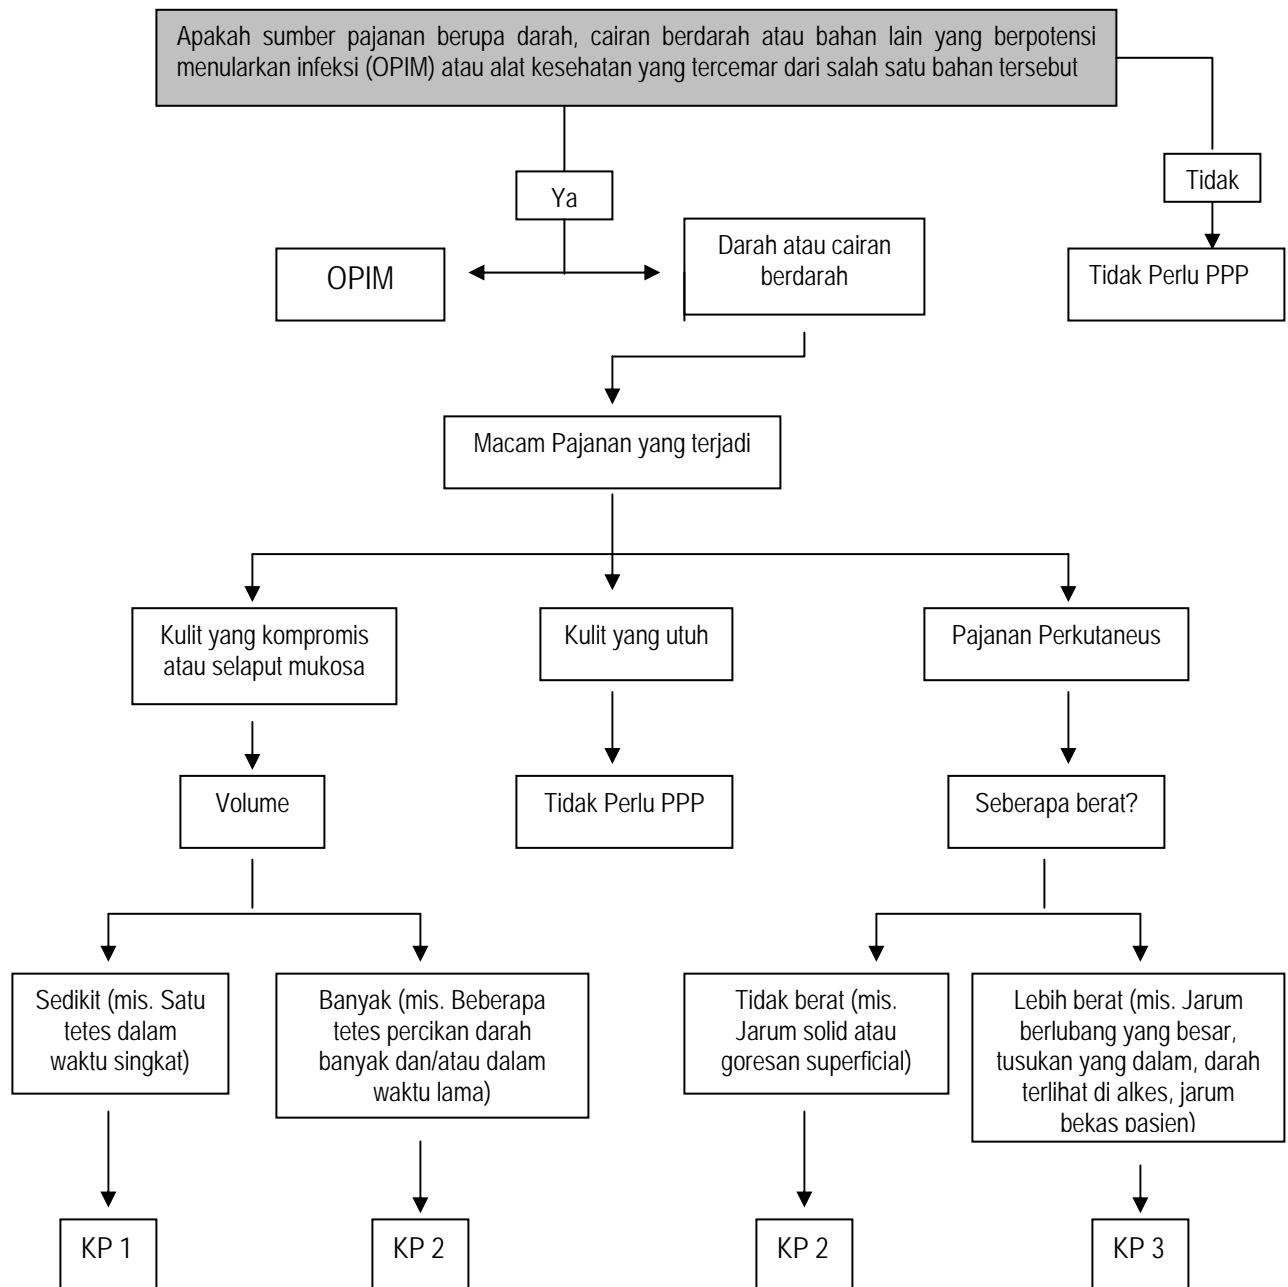 Apakah sumber pajanan berupa darah, cairan berdarah atau bahan lain yang berpotensi
menularkan infeksi (OPIM) atau alat kesehatan yang tercemar dari salah satu bahan tersebut
Ya
Tidak
OPIM
Darah atau cairan
berdarah
Tidak Perlu PPP
Macam Pajanan yang terjadi
Kulit yang kompromis
atau selaput mukosa
Kulit yang utuh
Pajanan Perkutaneus
Volume
Tidak Perlu PPP
Seberapa berat?
Sedikit (mis. Satu
tetes dalam
waktu singkat)
Banyak (mis. Beberapa
tetes percikan darah
banyak dan/atau dalam
waktu lama)
Tidak berat (mis.
Jarum solid atau
goresan superficial)
Lebih berat (mis. Jarum
berlubang yang besar,
tusukan yang dalam, darah
terlihat di alkes, jarum
bekas pasien)
KP 1
KP 2
KP 2
KP 3